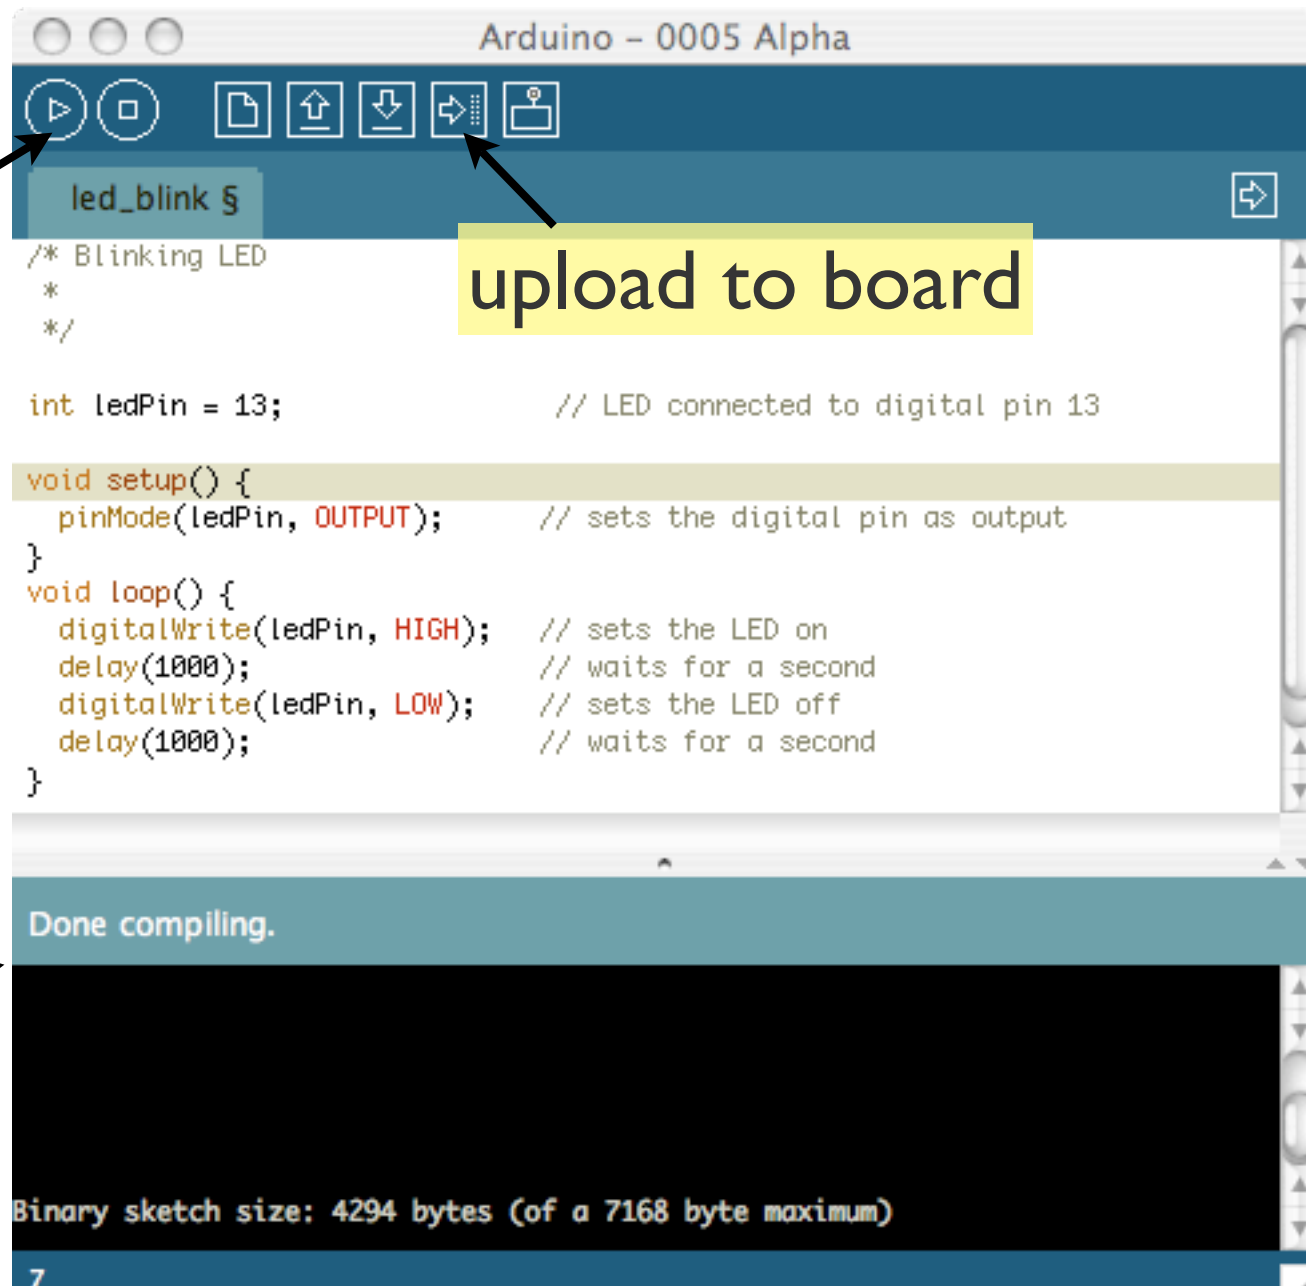 Arduino – 0005 Alpha
led_blink §
upload to board
/* Blinking LED
 *
 */
int ledPin = 13;                 // LED connected to digital pin 13
void setup() {
  pinMode(ledPin, OUTPUT);      // sets the digital pin as output
}
void loop() {
  digitalWrite(ledPin, HIGH);   // sets the LED on
  delay(1000);                  // waits for a second
  digitalWrite(ledPin, LOW);    // sets the LED off
  delay(1000);                  // waits for a second
}
Done compiling.
Binary sketch size: 4294 bytes (of a 7168 byte maximum)
7